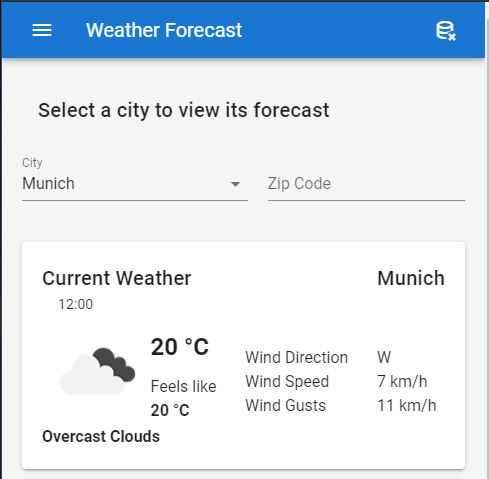 Weather Forecast
Select a city to view its forecast
City
Munich
Zip Code
Current Weather Munich
12:00
20 °C
Feels like
20 °C
Wind Direction W
Wind Speed 7 km/h
Wind Gusts 11 km/h
Overcast Clouds